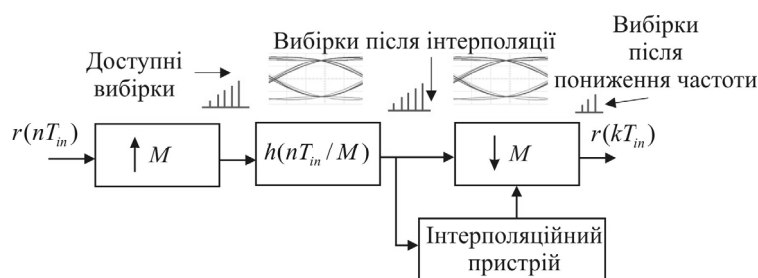 Доступні
вибірки
Вибірки після інтерполяції
Вибірки
після
пониження частоти
r(nT_in)
↑ M
h(nT_in / M)
↓ M
r(kT_in)
Інтерполяційний
пристрій